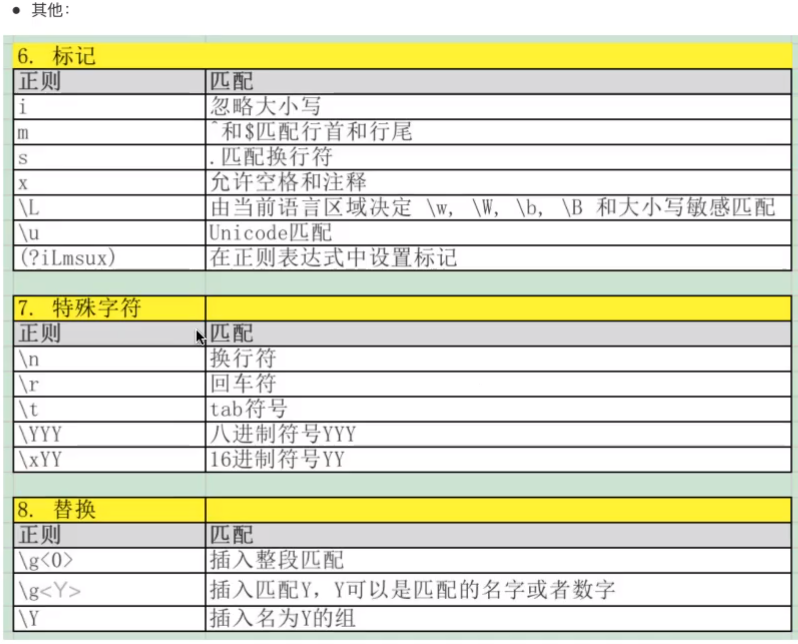 ● 其他：
6. 标记
正则 匹配
i 忽略大小写
m ^和$匹配行首和行尾
s .匹配换行符
x 允许空格和注释
\L 由当前语言区域决定 \w, \W, \b, \B 和大小写敏感匹配
\u Unicode匹配
(?iLmsux) 在正则表达式中设置标记
7. 特殊字符
正则 匹配
\n 换行符
\r 回车符
\t tab符号
\YYY 八进制符号YYY
\xYY 16进制符号YY
8. 替换
正则 匹配
\g<0> 插入整段匹配
\g<Y> 插入匹配Y，Y可以是匹配的名字或者数字
\Y 插入名为Y的组